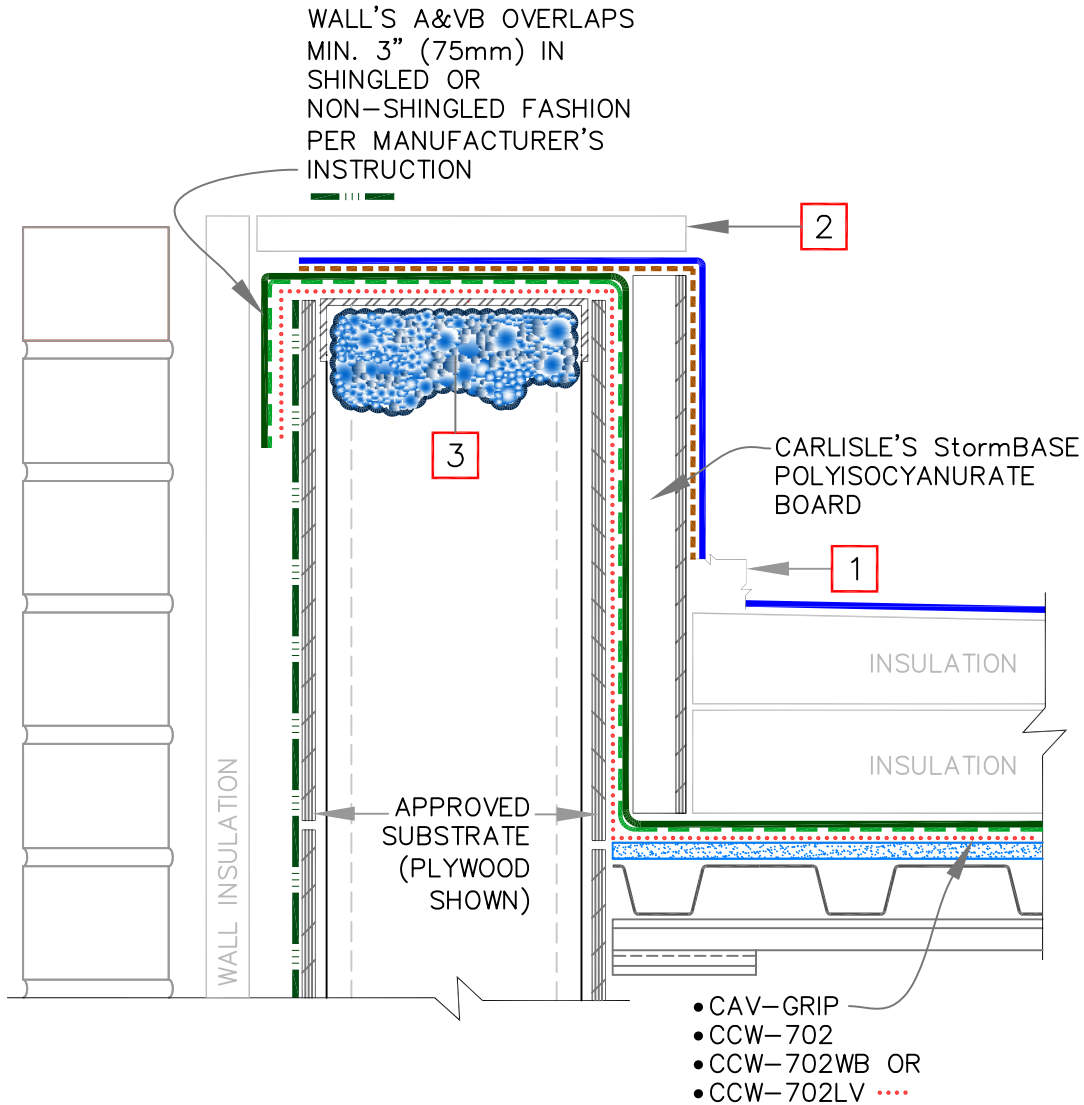 WALL'S A&VB OVERLAPS
MIN. 3" (75mm) IN
SHINGLED OR
NON-SHINGLED FASHION
PER MANUFACTURER'S
INSTRUCTION
2
3
CARLISLE'S StormBASE
POLYISOCYANURATE
BOARD
1
INSULATION
INSULATION
WALL INSULATION
APPROVED
SUBSTRATE
(PLYWOOD
SHOWN)
• CAV-GRIP
• CCW-702
• CCW-702WB OR
• CCW-702LV